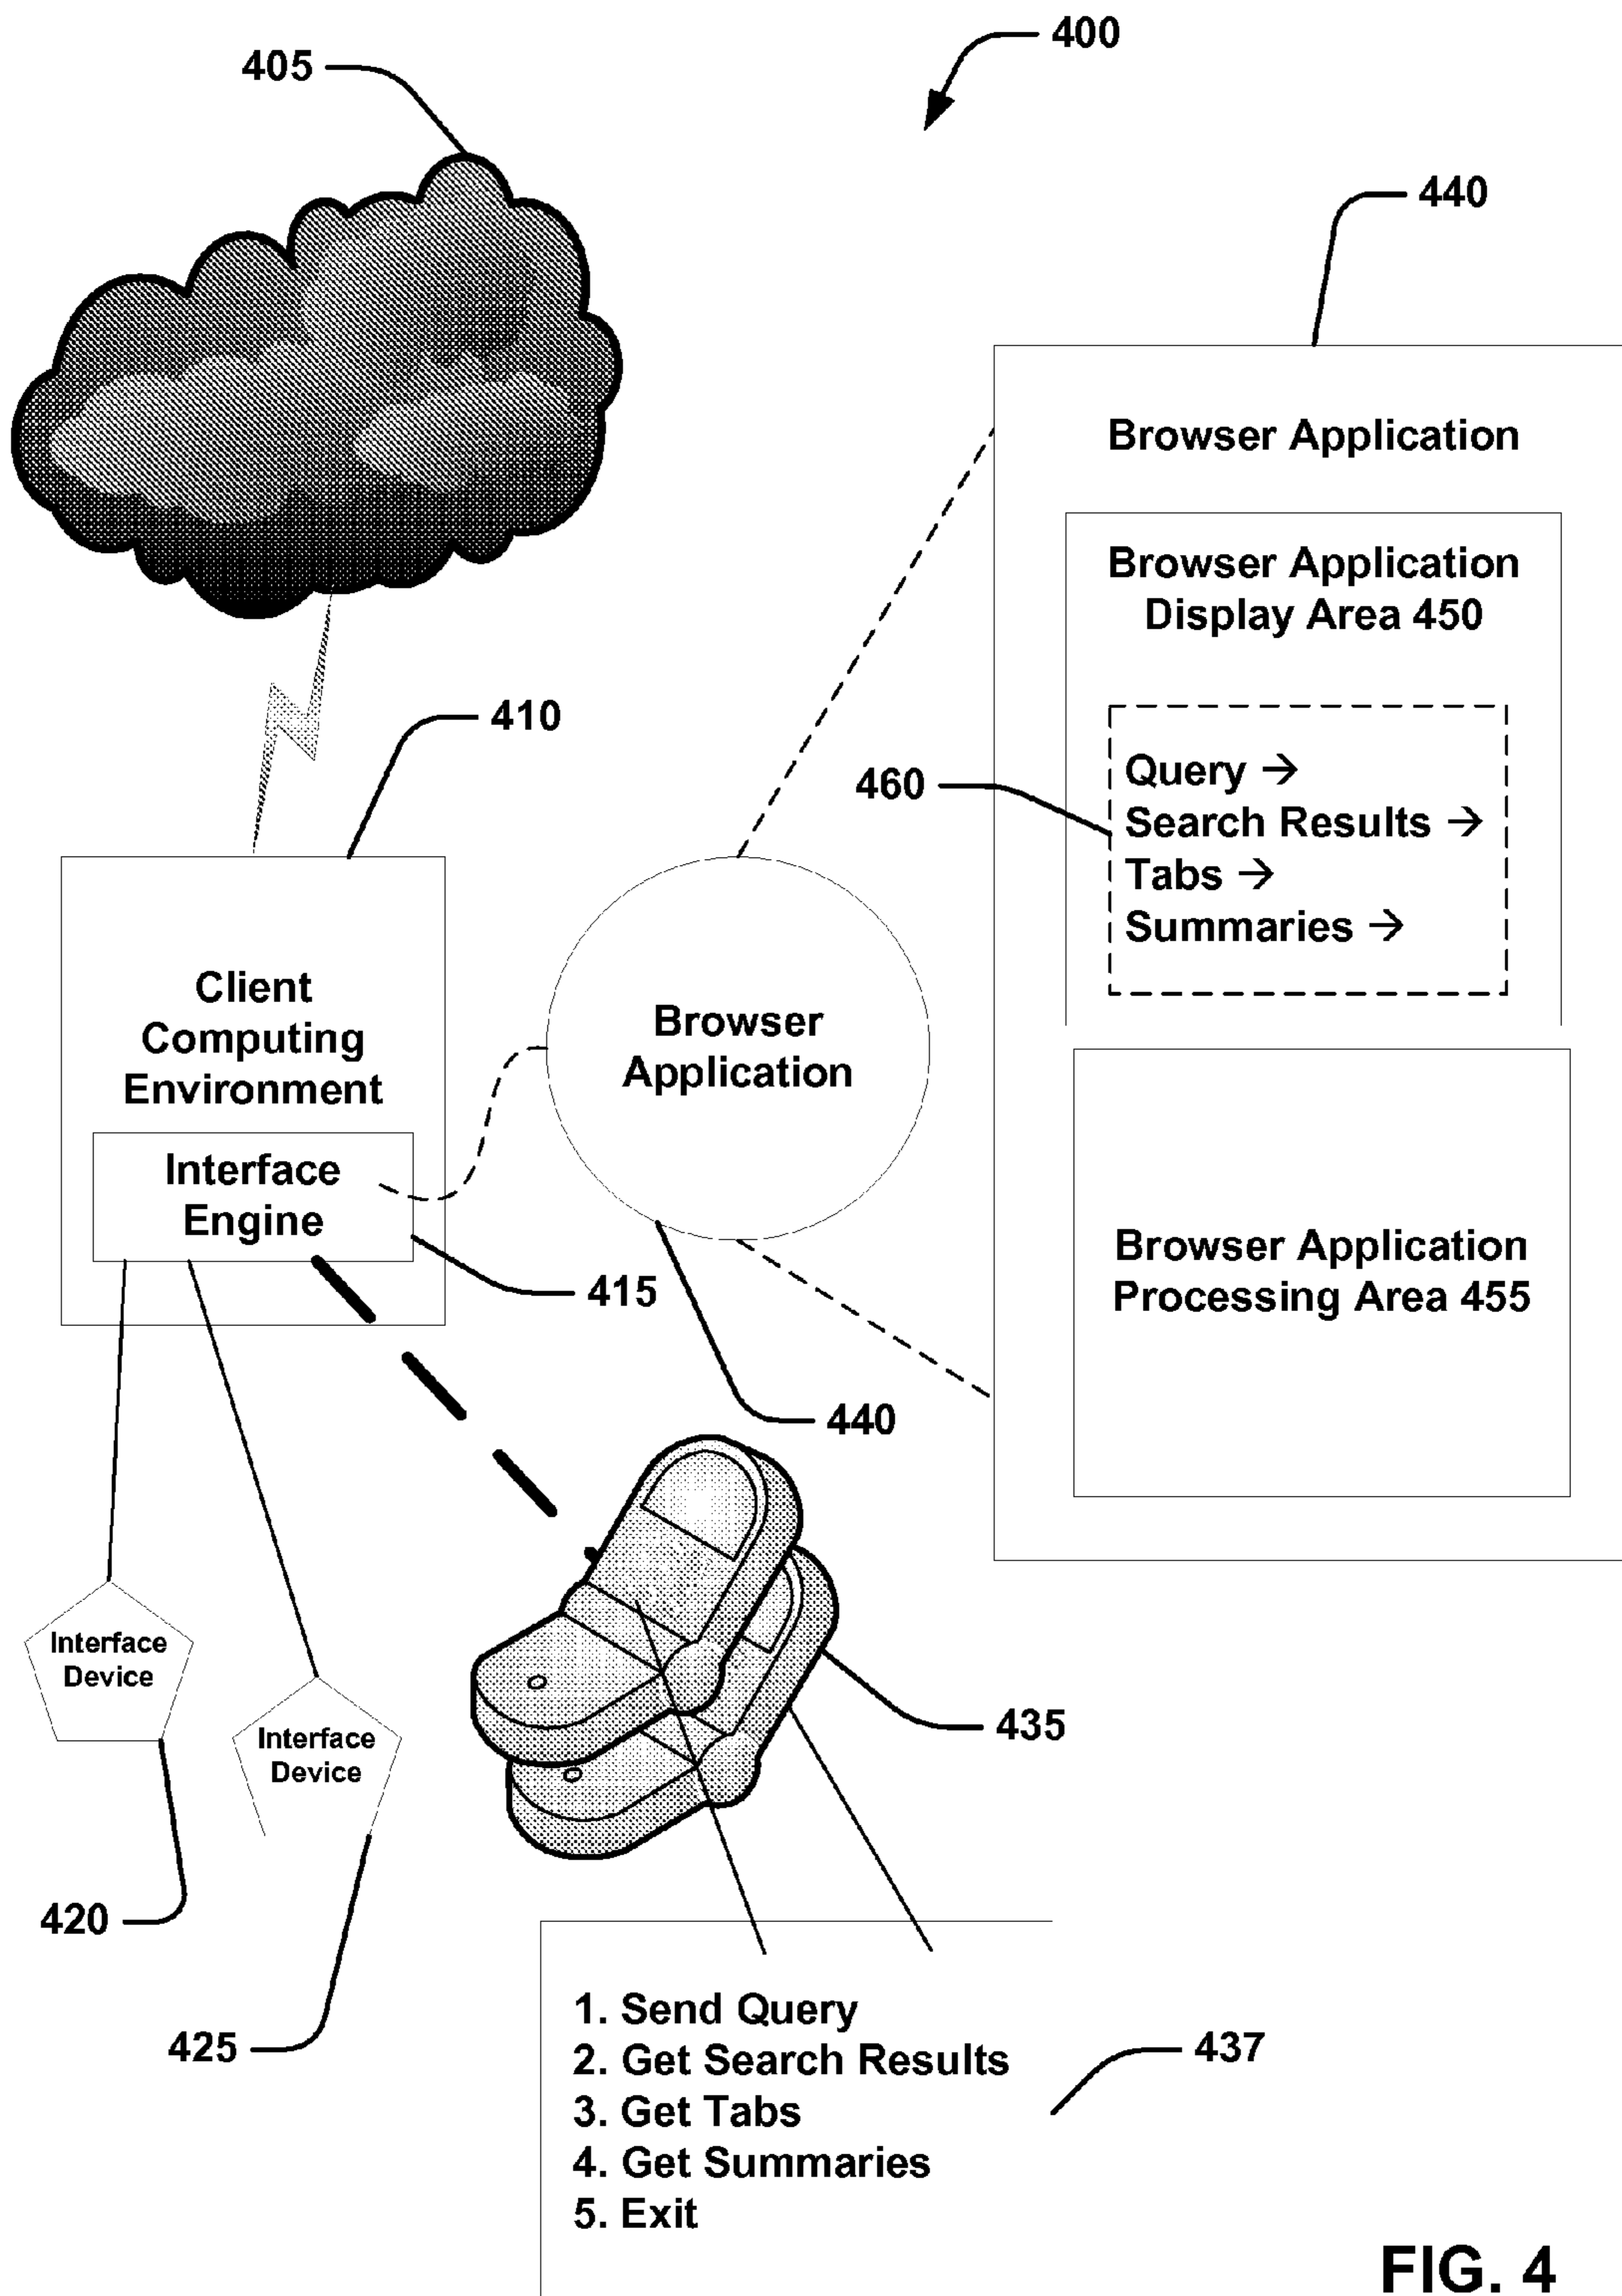 400
405
440
Browser Application
Browser Application
Display Area 450
410
460
Query →
Search Results →
Tabs →
Summaries →
Client
Computing
Environment
Browser
Application
Interface
Engine
415
Browser Application
Processing Area 455
440
Interface
Device
Interface
Device
435
420
425
1. Send Query
2. Get Search Results
3. Get Tabs
4. Get Summaries
5. Exit
437
FIG. 4